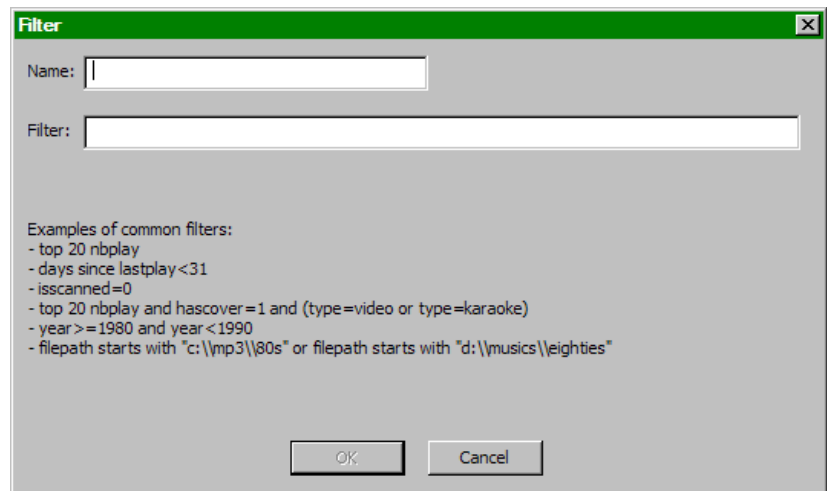 Filter
Name:
Filter:
Examples of common filters:
- top 20 nbplay
- days since lastplay<31
- isscanned=0
- top 20 nbplay and hascover=1 and (type=video or type=karaoke)
- year>=1980 and year<1990
- filepath starts with "c:\\mp3\\80s" or filepath starts with "d:\\musics\\eighties"
OK Cancel